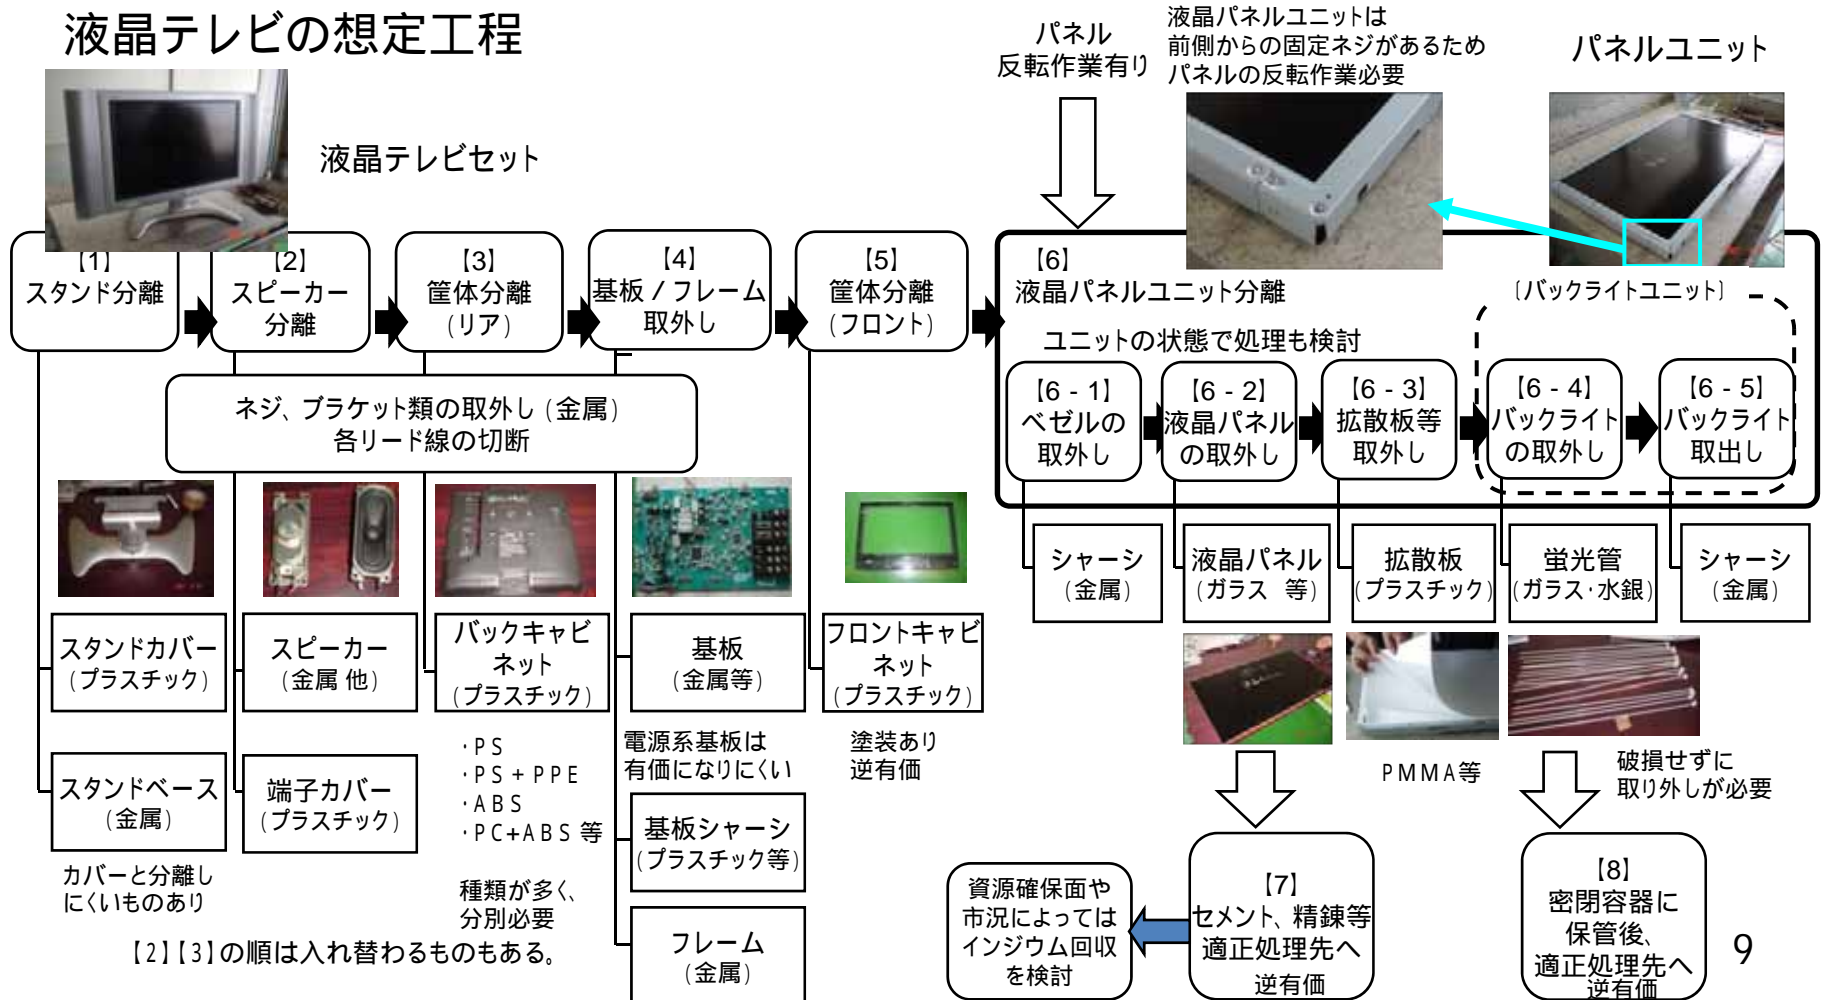 液晶テレビの想定工程
液晶テレビセット
パネル
反転作業有り
液晶パネルユニットは
前側からの固定ネジがあるため
パネルの反転作業必要
パネルユニット
【1】
スタンド分離
【2】
スピーカー
分離
【3】
筐体分離
(リア)
【4】
基板 / フレーム
取外し
【5】
筐体分離
(フロント)
【6】
液晶パネルユニット分離
〔バックライトユニット〕
ユニットの状態で処理も検討
【6 - 1】
ベゼルの
取外し
【6 - 2】
液晶パネル
の取外し
【6 - 3】
拡散板等
取外し
【6 - 4】
バックライト
の取外し
【6 - 5】
バックライト
取出し
ネジ、ブラケット類の取外し (金属)
各リード線の切断
シャーシ
(金属)
液晶パネル
(ガラス 等)
拡散板
(プラスチック)
蛍光管
(ガラス・水銀)
シャーシ
(金属)
スタンドカバー
(プラスチック)
スピーカー
(金属 他)
バックキャビ
ネット
(プラスチック)
基板
(金属等)
フロントキャビ
ネット
(プラスチック)
スタンドベース
(金属)
カバーと分離し
にくいものあり
端子カバー
(プラスチック)
・PS
・PS + PPE
・ABS
・PC+ABS 等
種類が多く、
分別必要
電源系基板は
有価になりにくい
基板シャーシ
(プラスチック等)
フレーム
(金属)
塗装あり
逆有価
PMMA等
破損せずに
取り外しが必要
【2】【3】の順は入れ替わるものもある。
資源確保面や
市況によっては
インジウム回収
を検討
【7】
セメント、精錬等
適正処理先へ
逆有価
【8】
密閉容器に
保管後、
適正処理先へ
逆有価
9